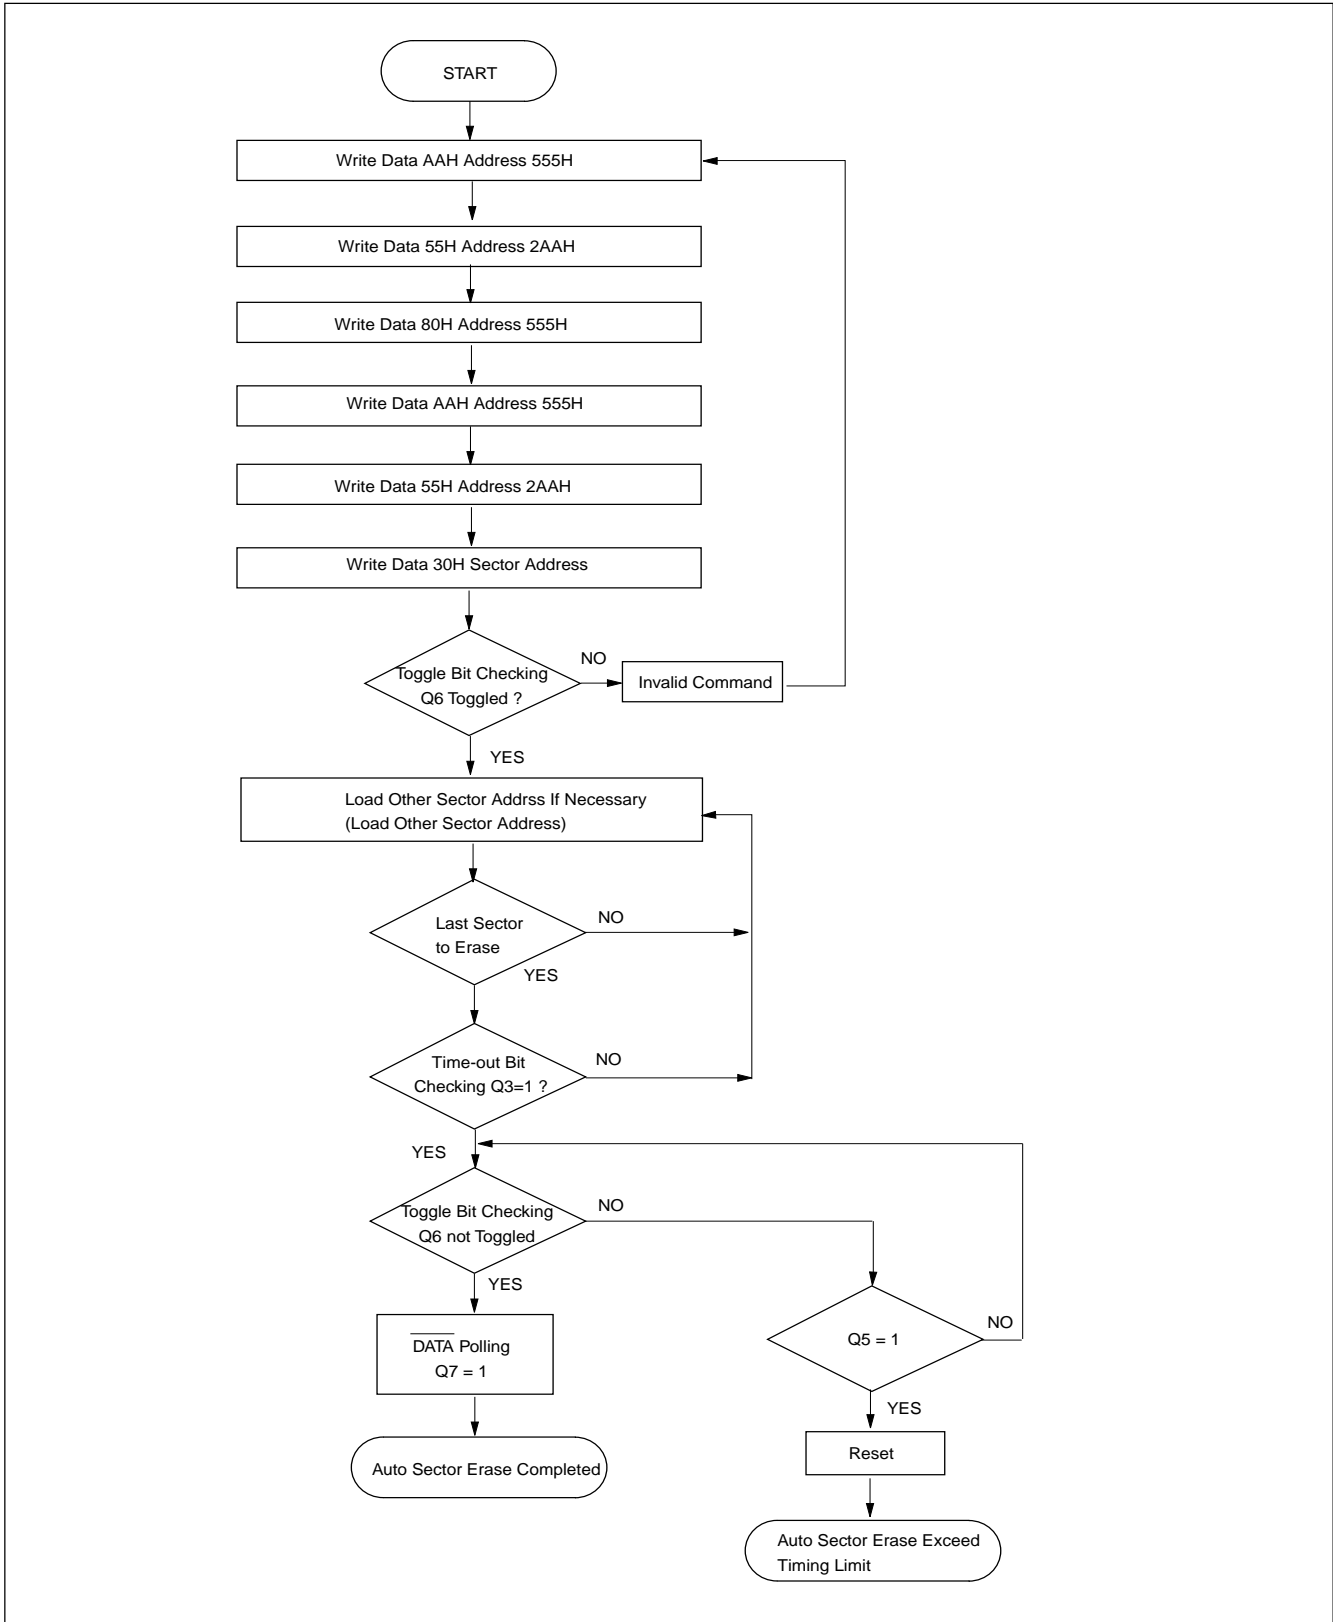 START
Write Data AAH Address 555H
Write Data 55H Address 2AAH
Write Data 80H Address 555H
Write Data AAH Address 555H
Write Data 55H Address 2AAH
Write Data 30H Sector Address
Toggle Bit Checking
Q6 Toggled ?
NO
Invalid Command
YES
Load Other Sector Addrss If Necessary
(Load Other Sector Address)
Last Sector
to Erase
NO
YES
Time-out Bit
Checking Q3=1 ?
NO
YES
Toggle Bit Checking
Q6 not Toggled
NO
YES
DATA Polling
Q7 = 1
Q5 = 1
NO
YES
Reset
Auto Sector Erase Completed
Auto Sector Erase Exceed
Timing Limit